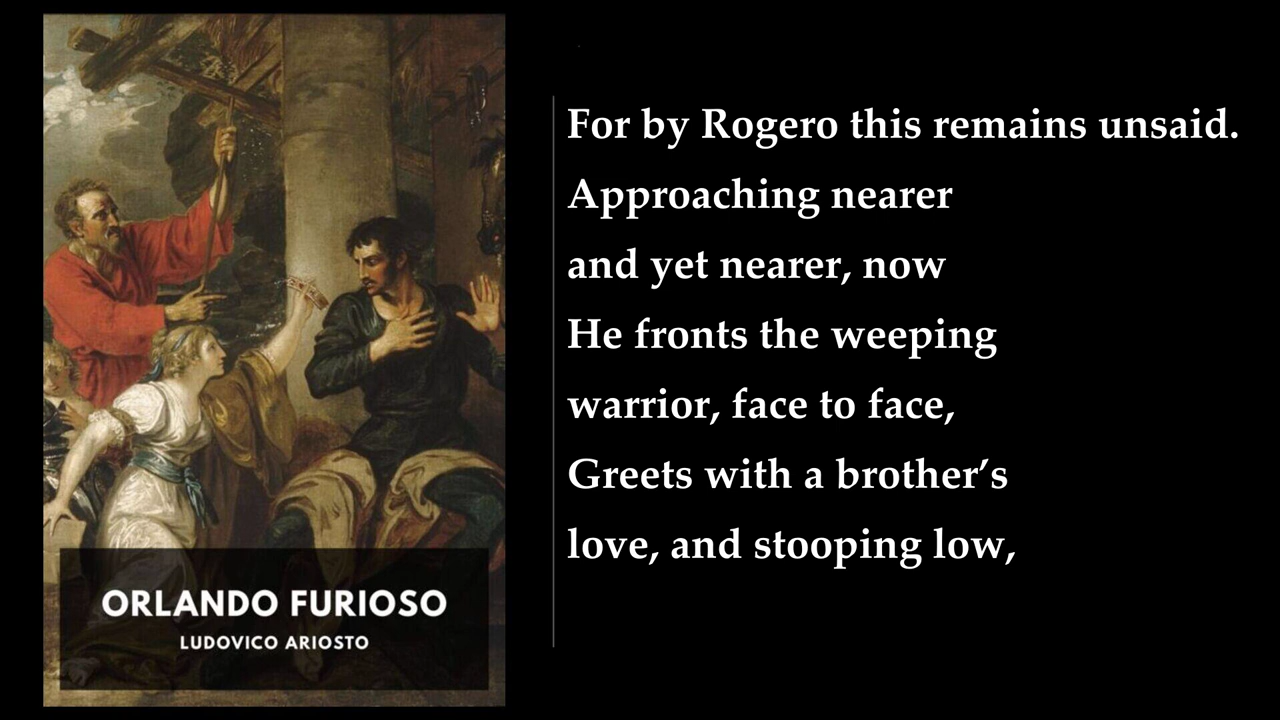 For by Rogero this remains unsaid.
Approaching nearer
and yet nearer, now
He fronts the weeping
warrior, face to face,
Greets with a brother’s
love, and stooping low,
ORLANDO FURIOSO
LUDOVICO ARIOSTO